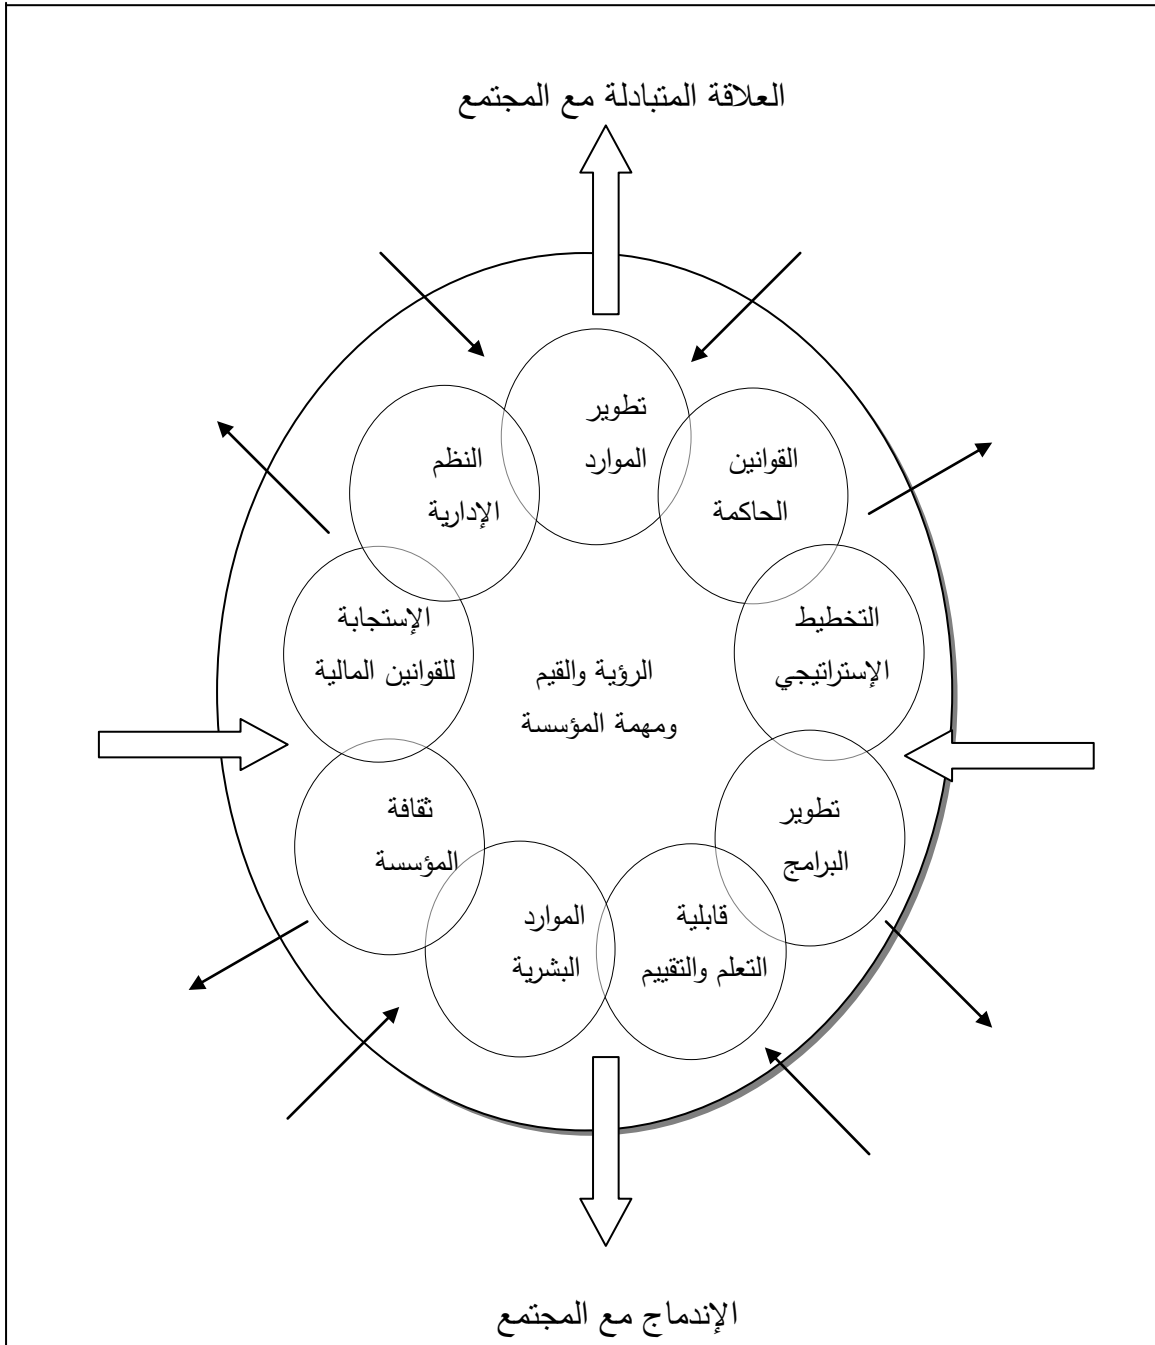 العلاقة المتبادلة مع المجتمع
تطوير
الموارد
القوانين
الحاكمة
النظم
الإدارية
التخطيط
الإستراتيجي
الإستجابة
للقوانين المالية
الرؤية والقيم
ومهمة المؤسسة
تطوير
البرامج
ثقافة
المؤسسة
قابلية
التعلم والتقييم
الموارد
البشرية
الإندماج مع المجتمع